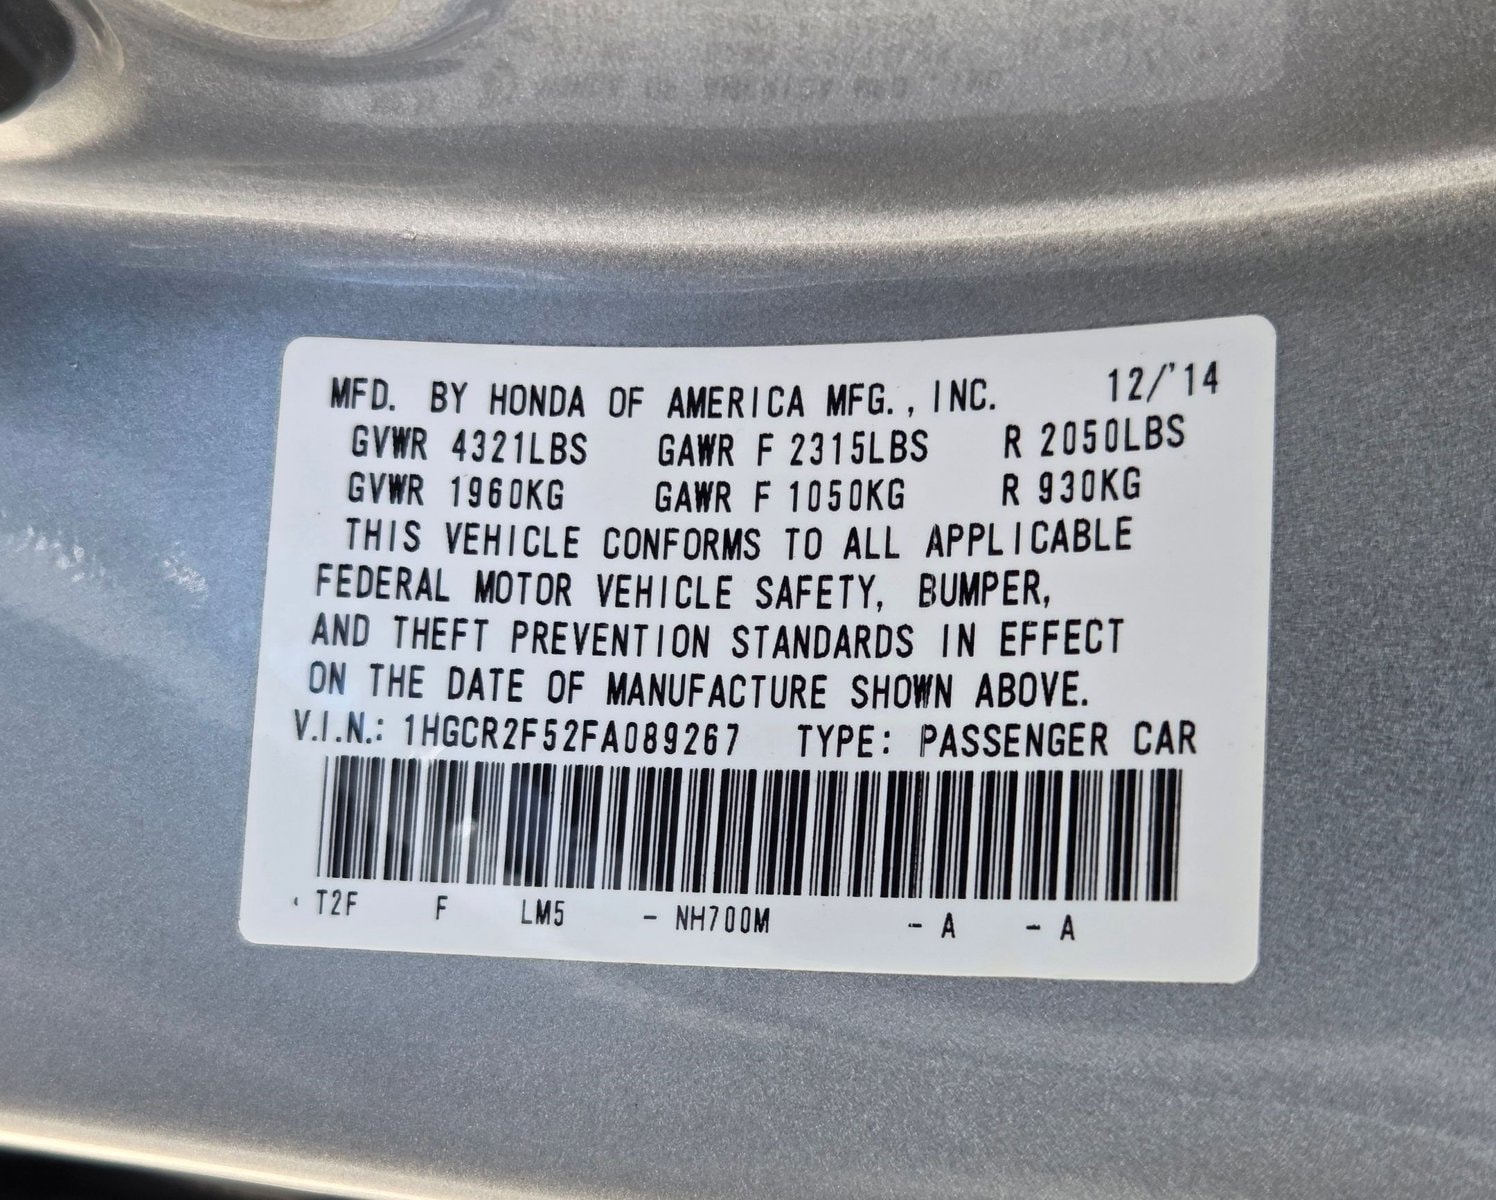 MFD. BY HONDA OF AMERICA MFG., INC. 12/'14
GVWR 4321LBS GAWR F 2315LBS R 2050LBS
GVWR 1960KG GAWR F 1050KG R 930KG
THIS VEHICLE CONFORMS TO ALL APPLICABLE
FEDERAL MOTOR VEHICLE SAFETY, BUMPER,
AND THEFT PREVENTION STANDARDS IN EFFECT
ON THE DATE OF MANUFACTURE SHOWN ABOVE.
V.I.N.: 1HGCR2F52FA089267 TYPE: PASSENGER CAR
T2F F LM5 - NH700M - A - A